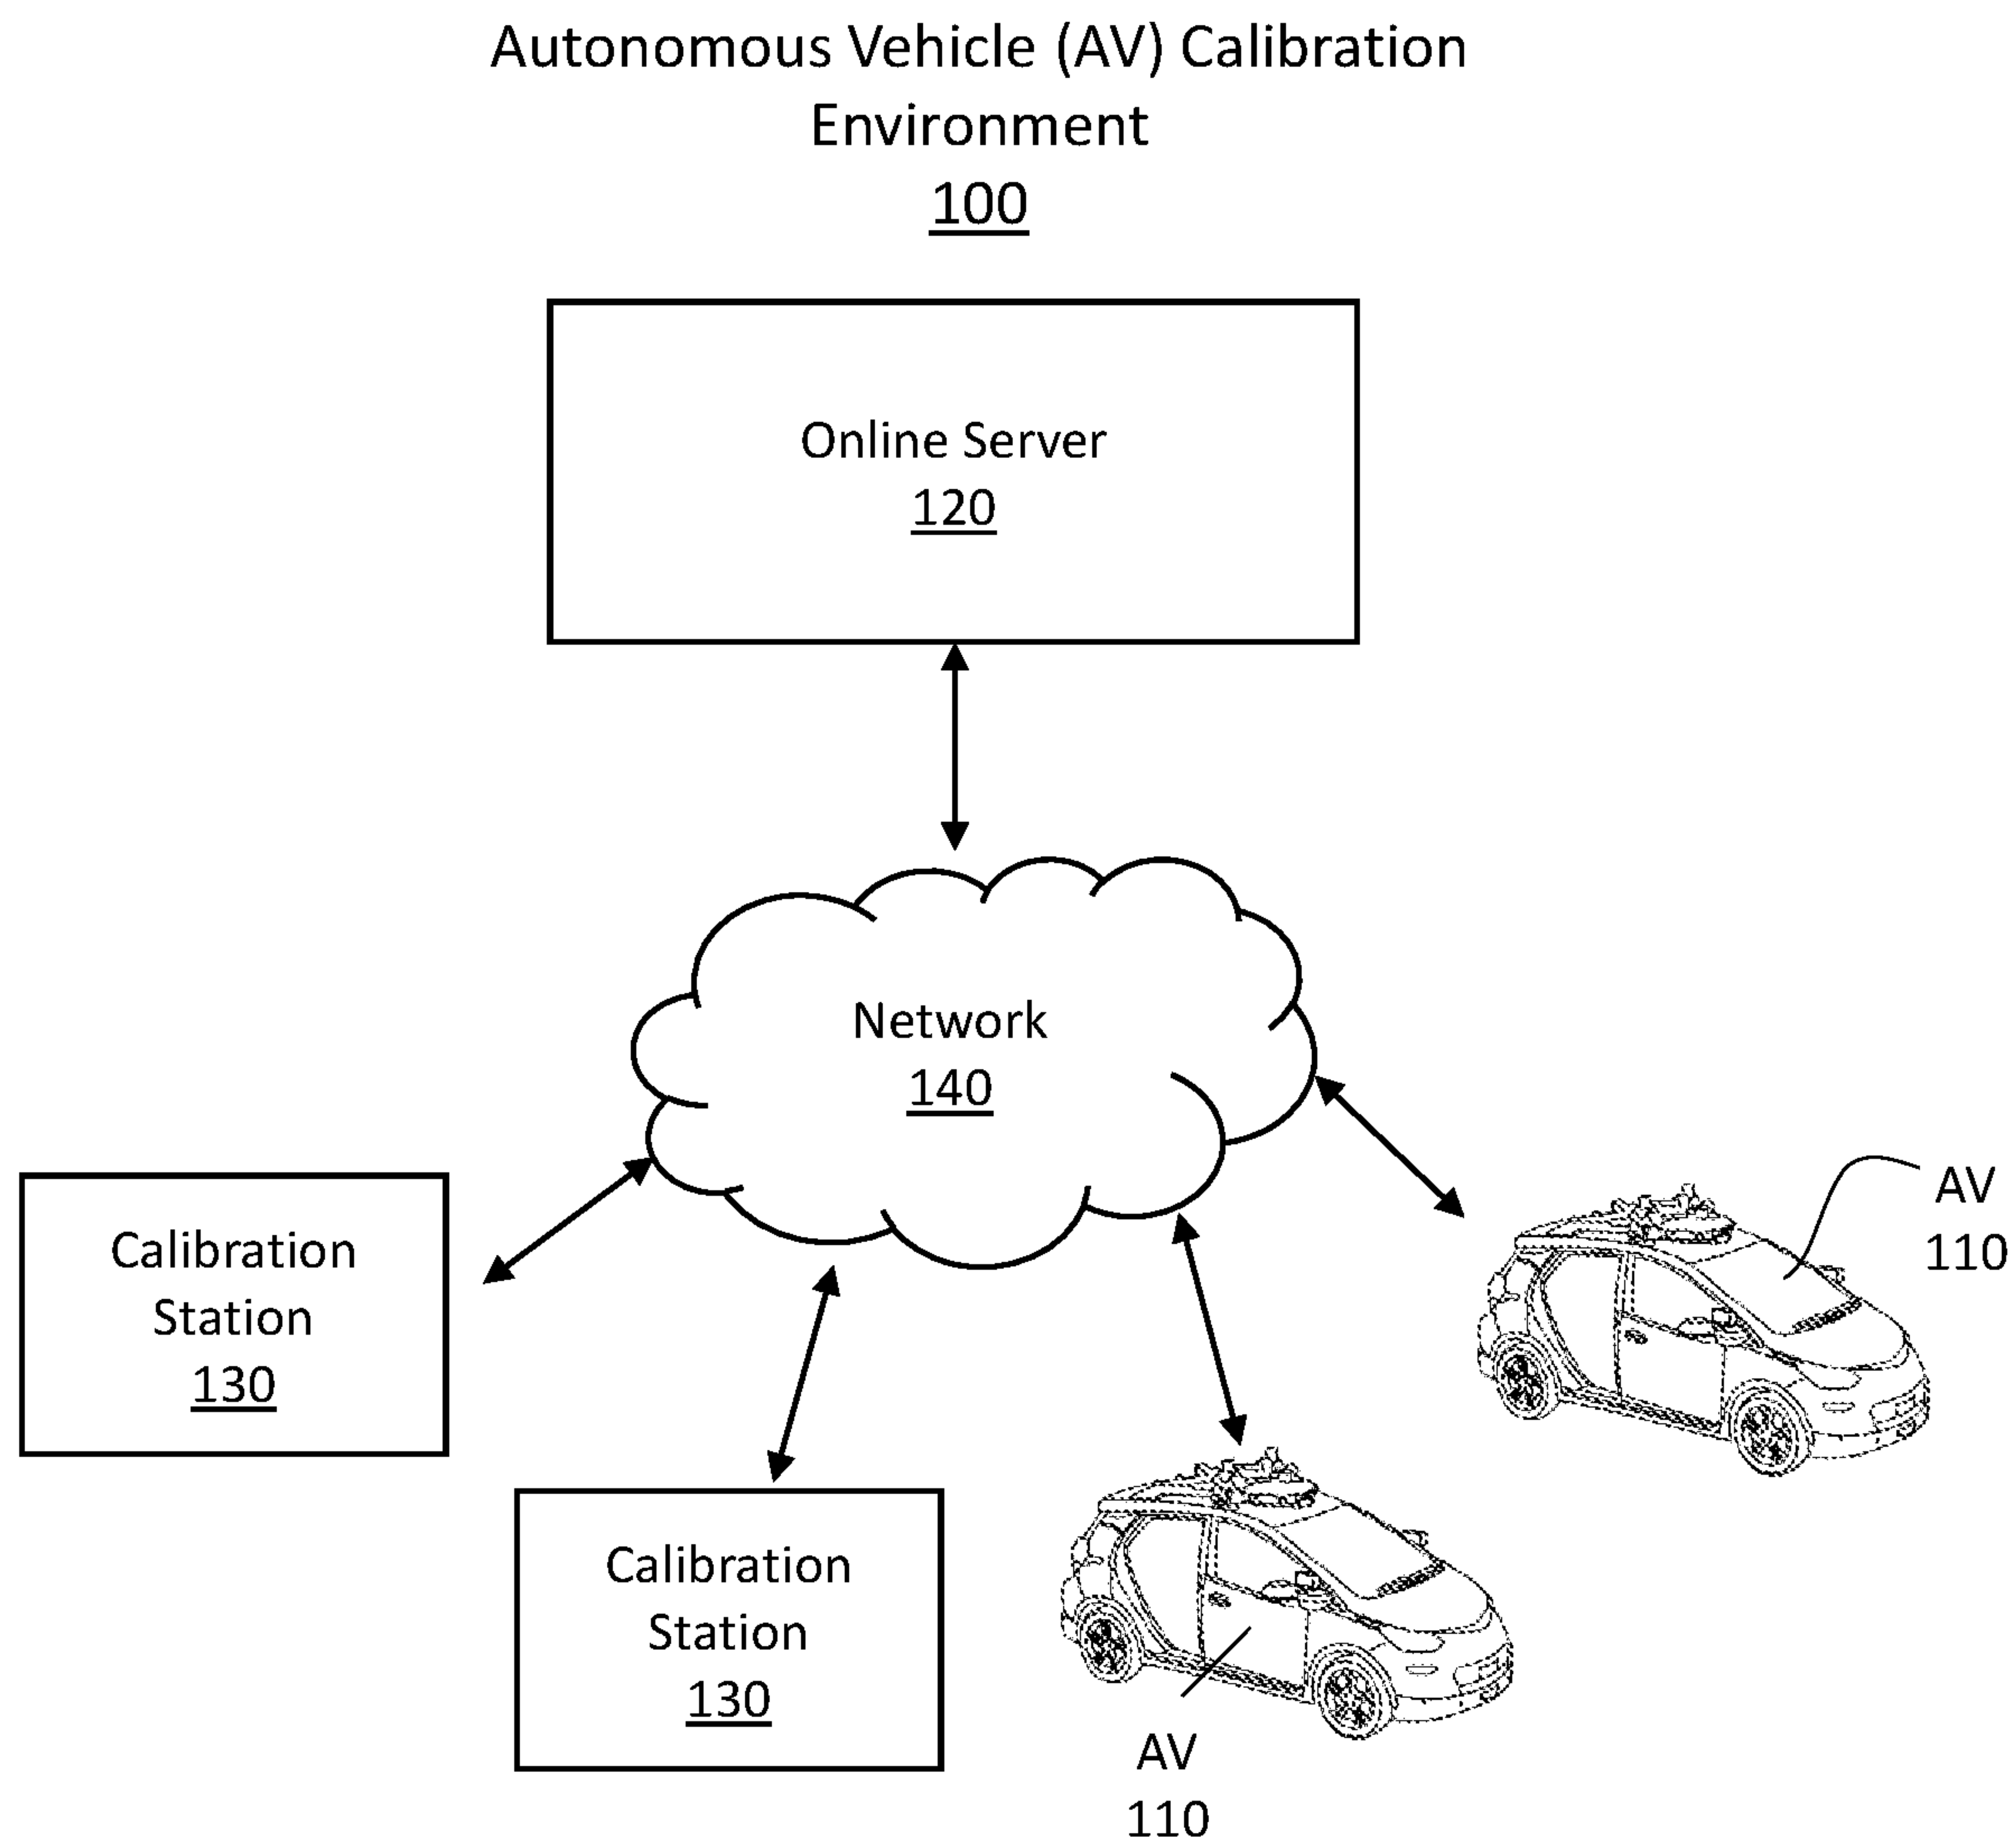 Autonomous Vehicle (AV) Calibration
Environment
100
Online Server
120
Network
140
Calibration
Station
130
Calibration
Station
130
AV
110
AV
110